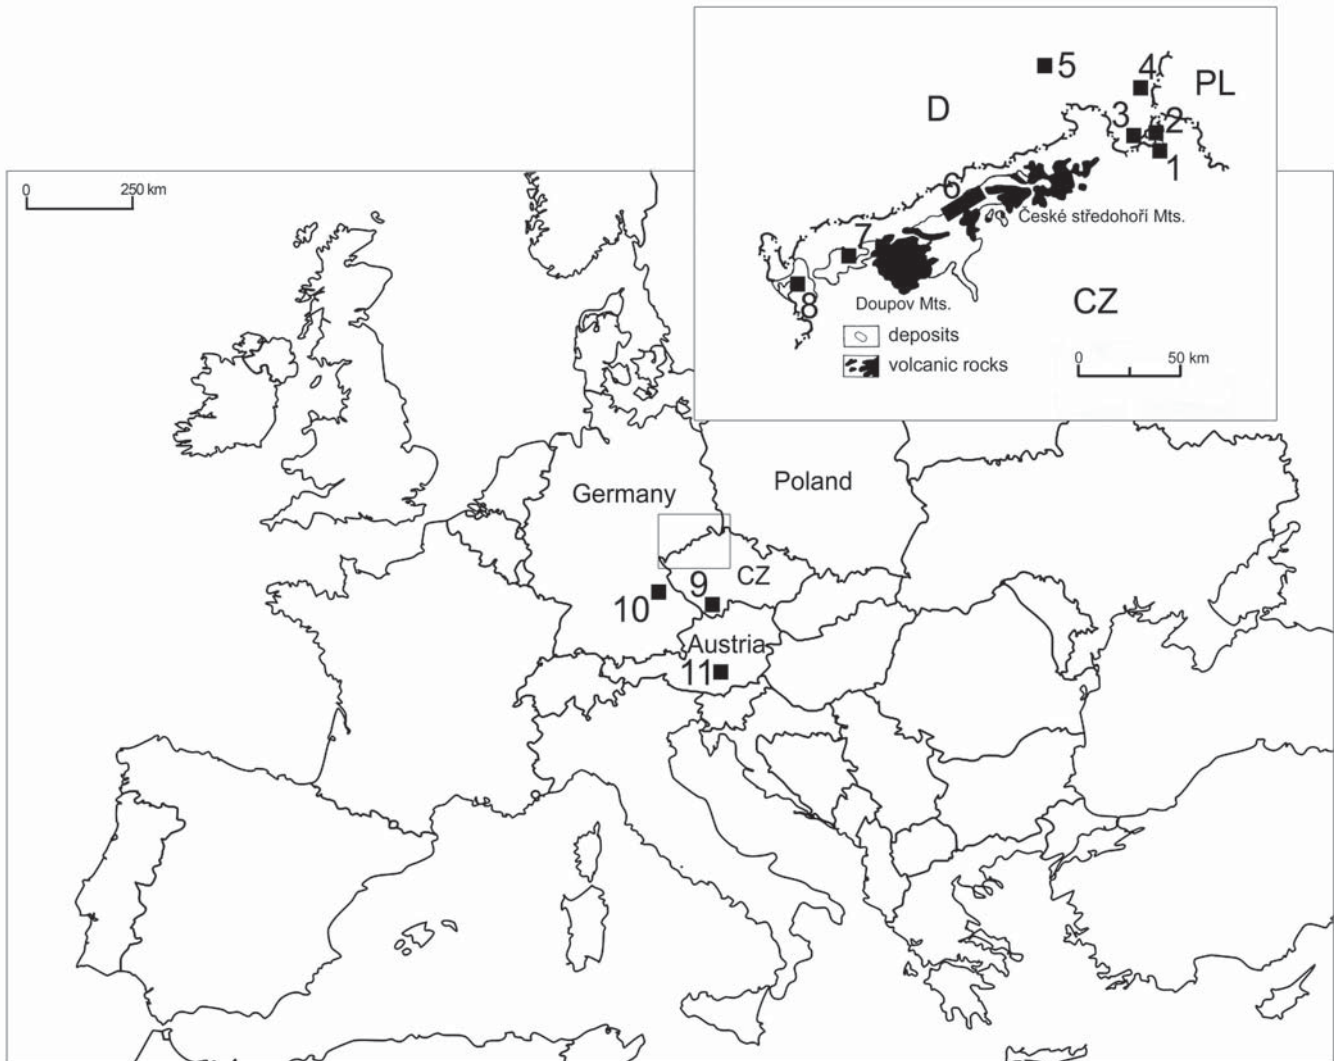 5
4
PL
D
3
2
1
6
České středohoří Mts.
7
8
Doupov Mts.
CZ
deposits
volcanic rocks
0 50 km
0 250 km
Germany
Poland
CZ
9
10
Austria
11